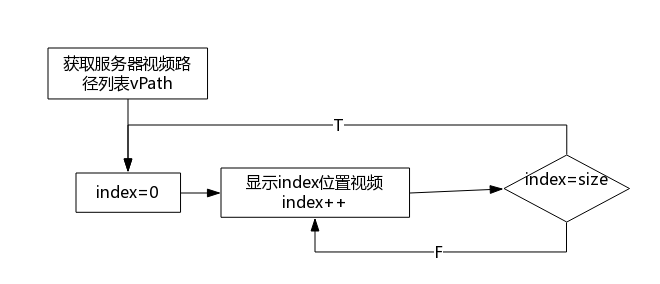 获取服务器视频路
径列表vPath
T
index=0
显示index位置视频
index++
index=size
F